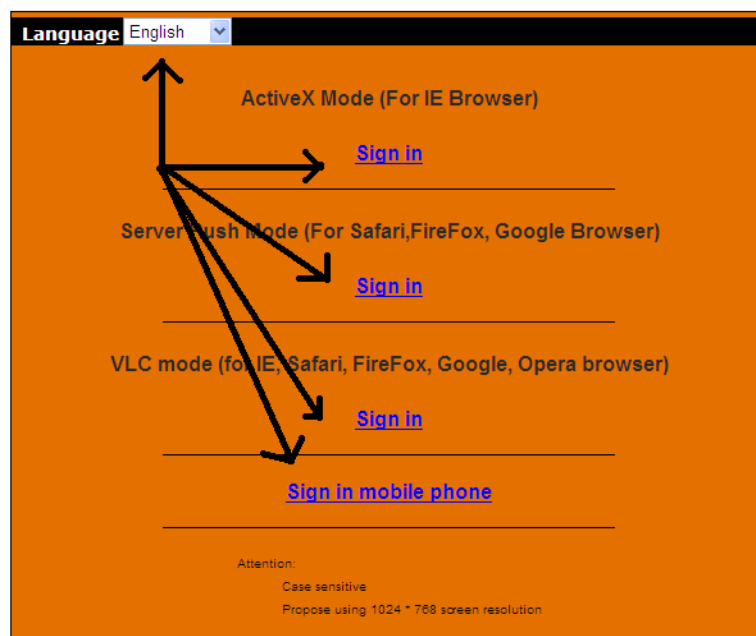 Language English
ActiveX Mode (For IE Browser)
Sign in
Server Push Mode (For Safari,FireFox, Google Browser)
Sign in
VLC mode (for IE, Safari, FireFox, Google, Opera browser)
Sign in
Sign in mobile phone
Attention:
Case sensitive
Propose using 1024 * 768 screen resolution